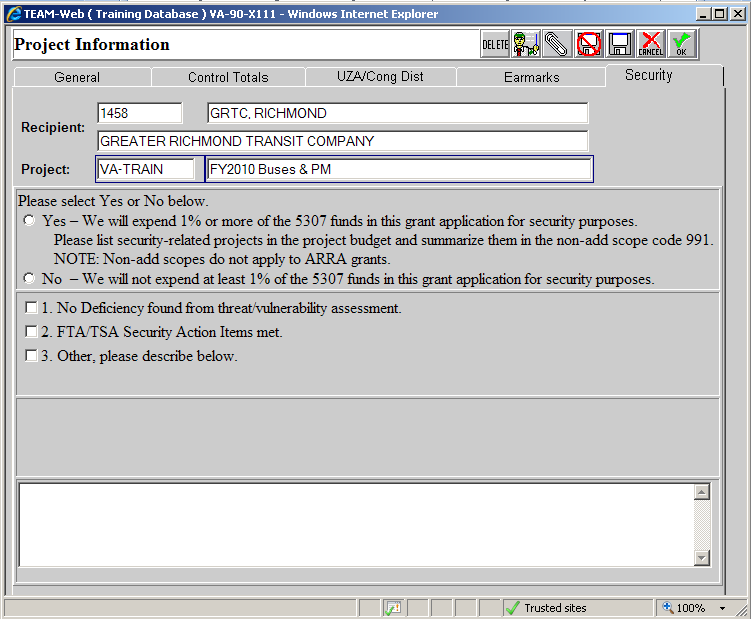 TEAM-Web ( Training Database ) VA-90-X111 - Windows Internet Explorer
Project Information
DELETE
CANCEL
OK
General
Control Totals
UZA/Cong Dist
Earmarks
Security
Recipient:
1458
GRTC, RICHMOND
GREATER RICHMOND TRANSIT COMPANY
Project:
VA-TRAIN
FY2010 Buses & PM
Please select Yes or No below.
Yes – We will expend 1% or more of the 5307 funds in this grant application for security purposes.
Please list security-related projects in the project budget and summarize them in the non-add scope code 991.
NOTE: Non-add scopes do not apply to ARRA grants.
No – We will not expend at least 1% of the 5307 funds in this grant application for security purposes.
1. No Deficiency found from threat/vulnerability assessment.
2. FTA/TSA Security Action Items met.
3. Other, please describe below.
Trusted sites
100%